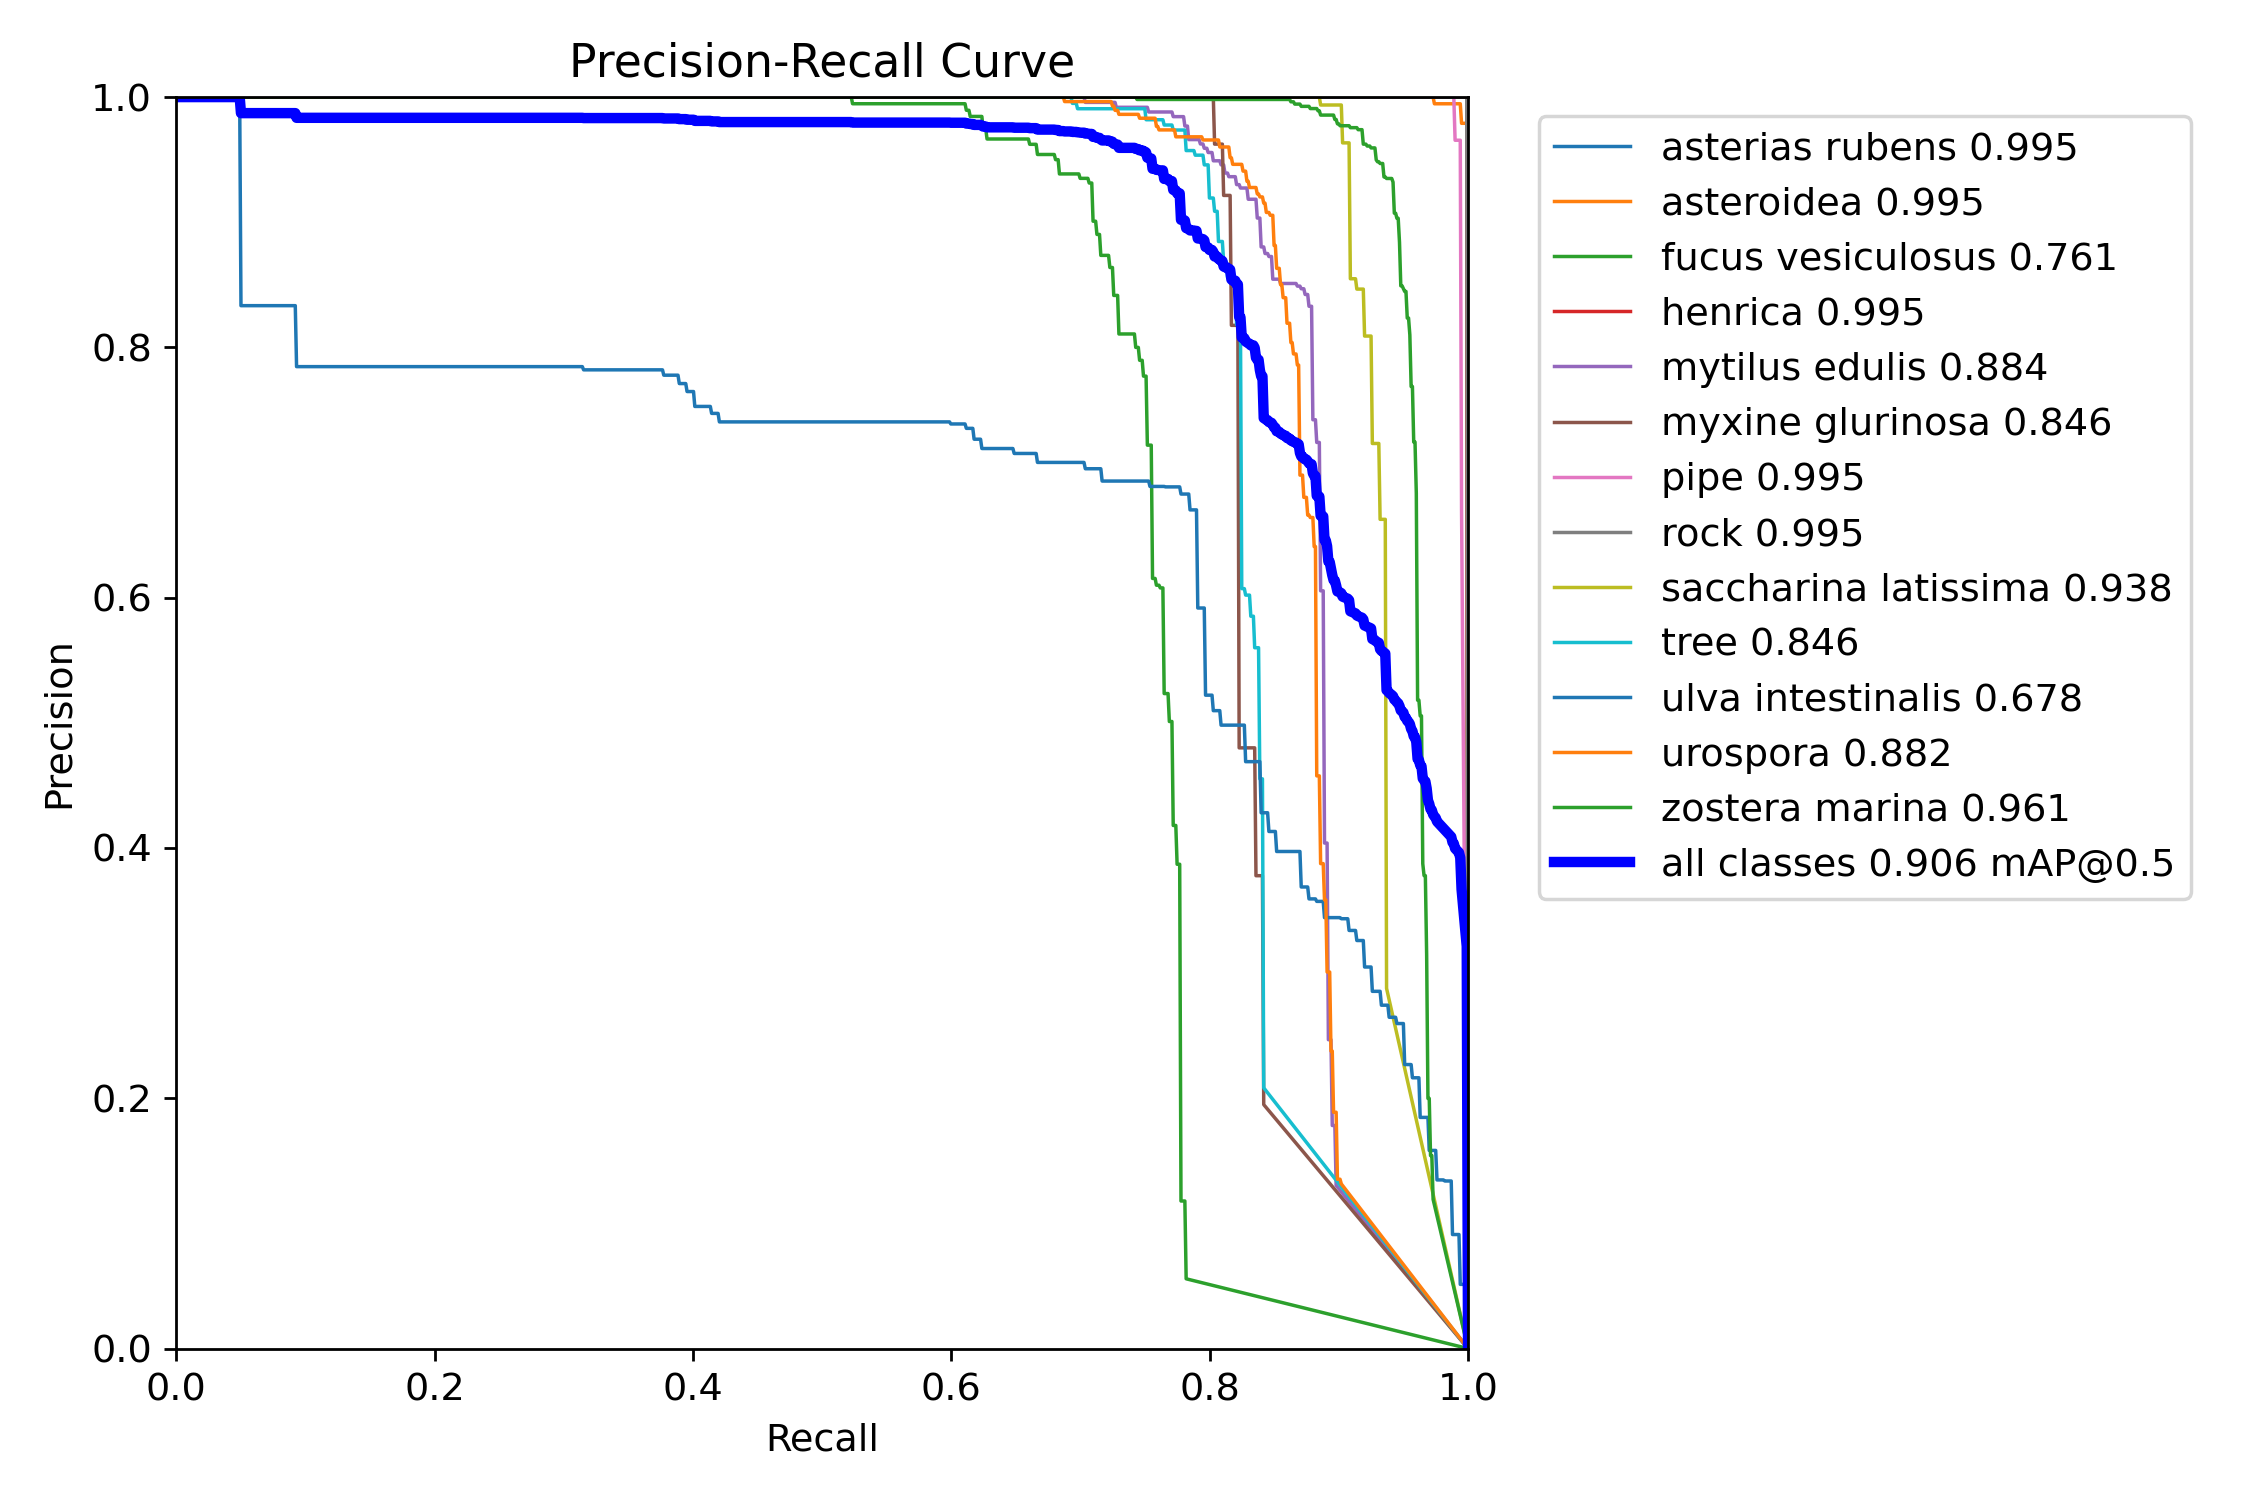 Precision-Recall Curve
1.0
0.8
0.6
0.4
0.2
0.0
Precision
0.0 0.2 0.4 0.6 0.8 1.0
Recall
asterias rubens 0.995
asteroidea 0.995
fucus vesiculosus 0.761
henrica 0.995
mytilus edulis 0.884
myxine glurinosa 0.846
pipe 0.995
rock 0.995
saccharina latissima 0.938
tree 0.846
ulva intestinalis 0.678
urospora 0.882
zostera marina 0.961
all classes 0.906 mAP@0.5